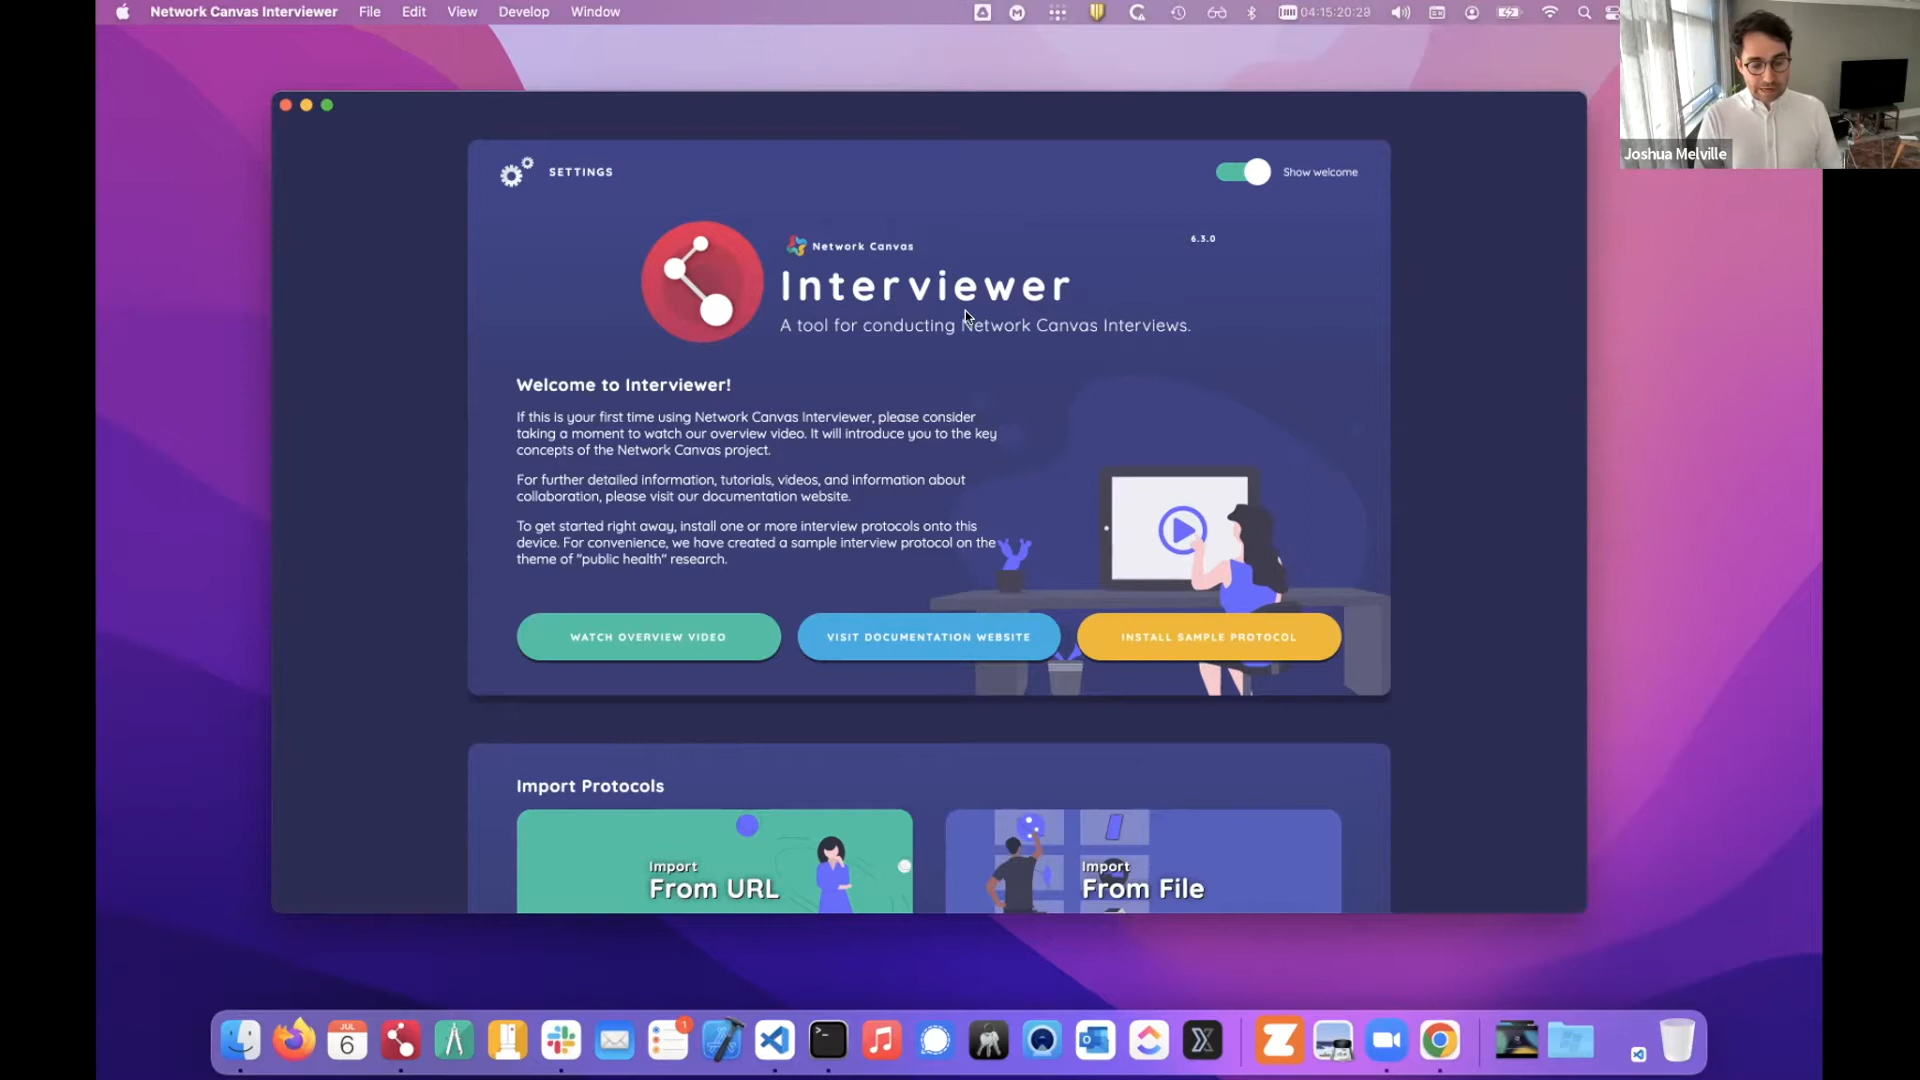 Network Canvas Interviewer File Edit View Develop Window
04:15:20:28
Joshua Melville
SETTINGS
Show welcome
Network Canvas
6.3.0
Interviewer
A tool for conducting Network Canvas Interviews.
Welcome to Interviewer!
If this is your first time using Network Canvas Interviewer, please consider
taking a moment to watch our overview video. It will introduce you to the key
concepts of the Network Canvas project.
For further detailed information, tutorials, videos, and information about
collaboration, please visit our documentation website.
To get started right away, install one or more interview protocols onto this
device. For convenience, we have created a sample interview protocol on the
theme of "public health" research.
WATCH OVERVIEW VIDEO
VISIT DOCUMENTATION WEBSITE
INSTALL SAMPLE PROTOCOL
Import Protocols
Import
From URL
Import
From File
JUL
6
1